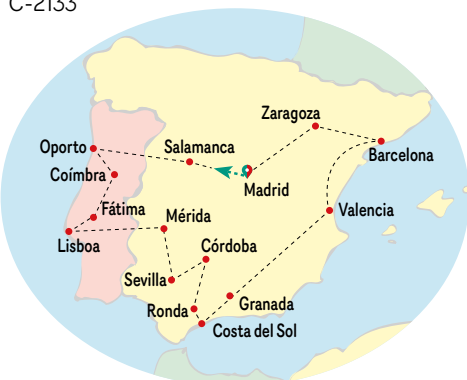 C-2133
Zaragoza
Oporto
Salamanca
Barcelona
Coímbra
Madrid
Fátima
Mérida
Valencia
Lisboa
Córdoba
Sevilla
Ronda
Granada
Costa del Sol